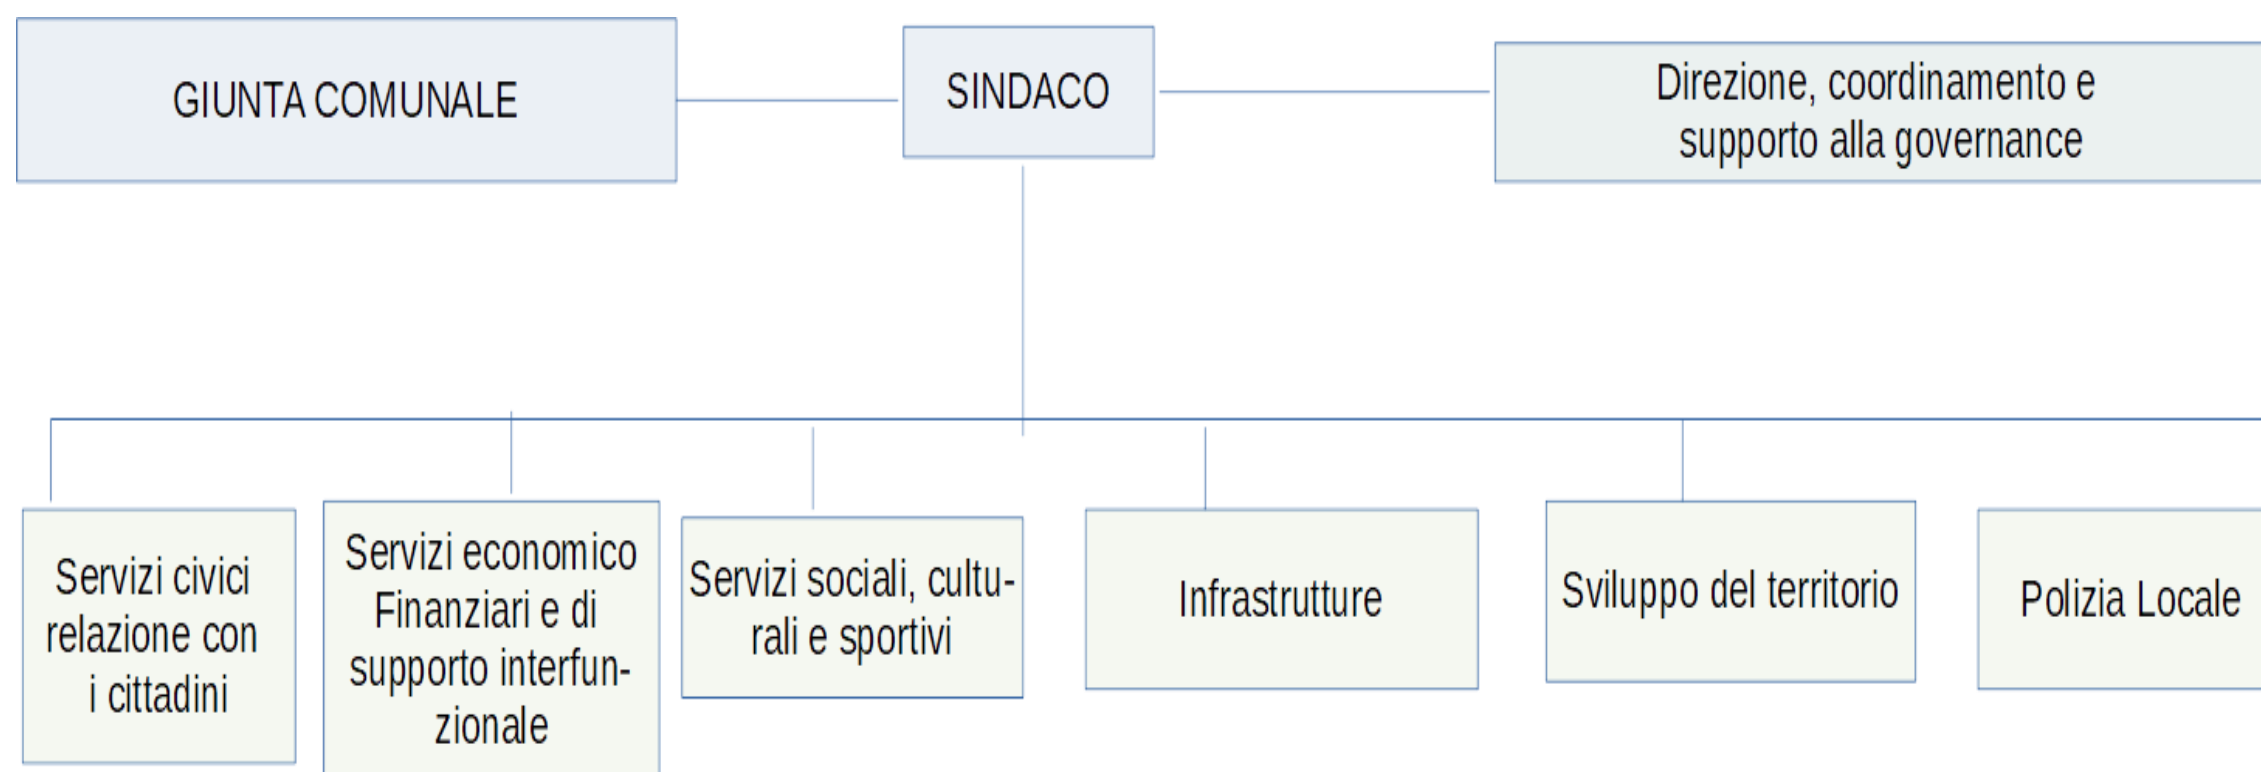 GIUNTA COMUNALE
SINDACO
Direzione, coordinamento e
supporto alla governance
Servizi civici
relazione con
i cittadini
Servizi economico
Finanziari e di
supporto interfun-
zionale
Servizi sociali, cultu-
rali e sportivi
Infrastrutture
Sviluppo del territorio
Polizia Locale